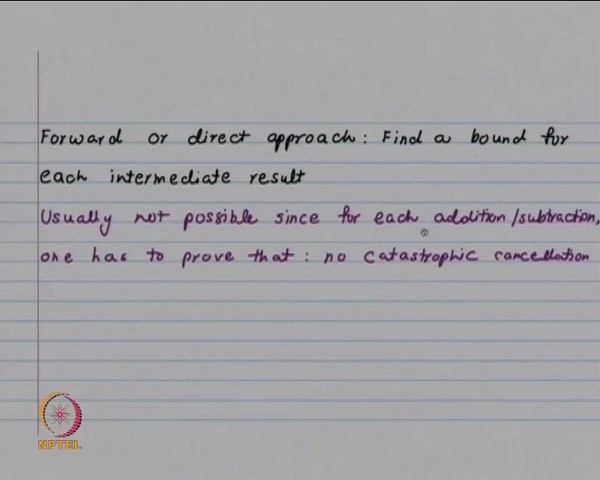 Forward or direct approach: Find a bound for
each intermediate result
Usually not possible since for each addition/subtraction,
one has to prove that: no catastrophic cancellation
NPTEL